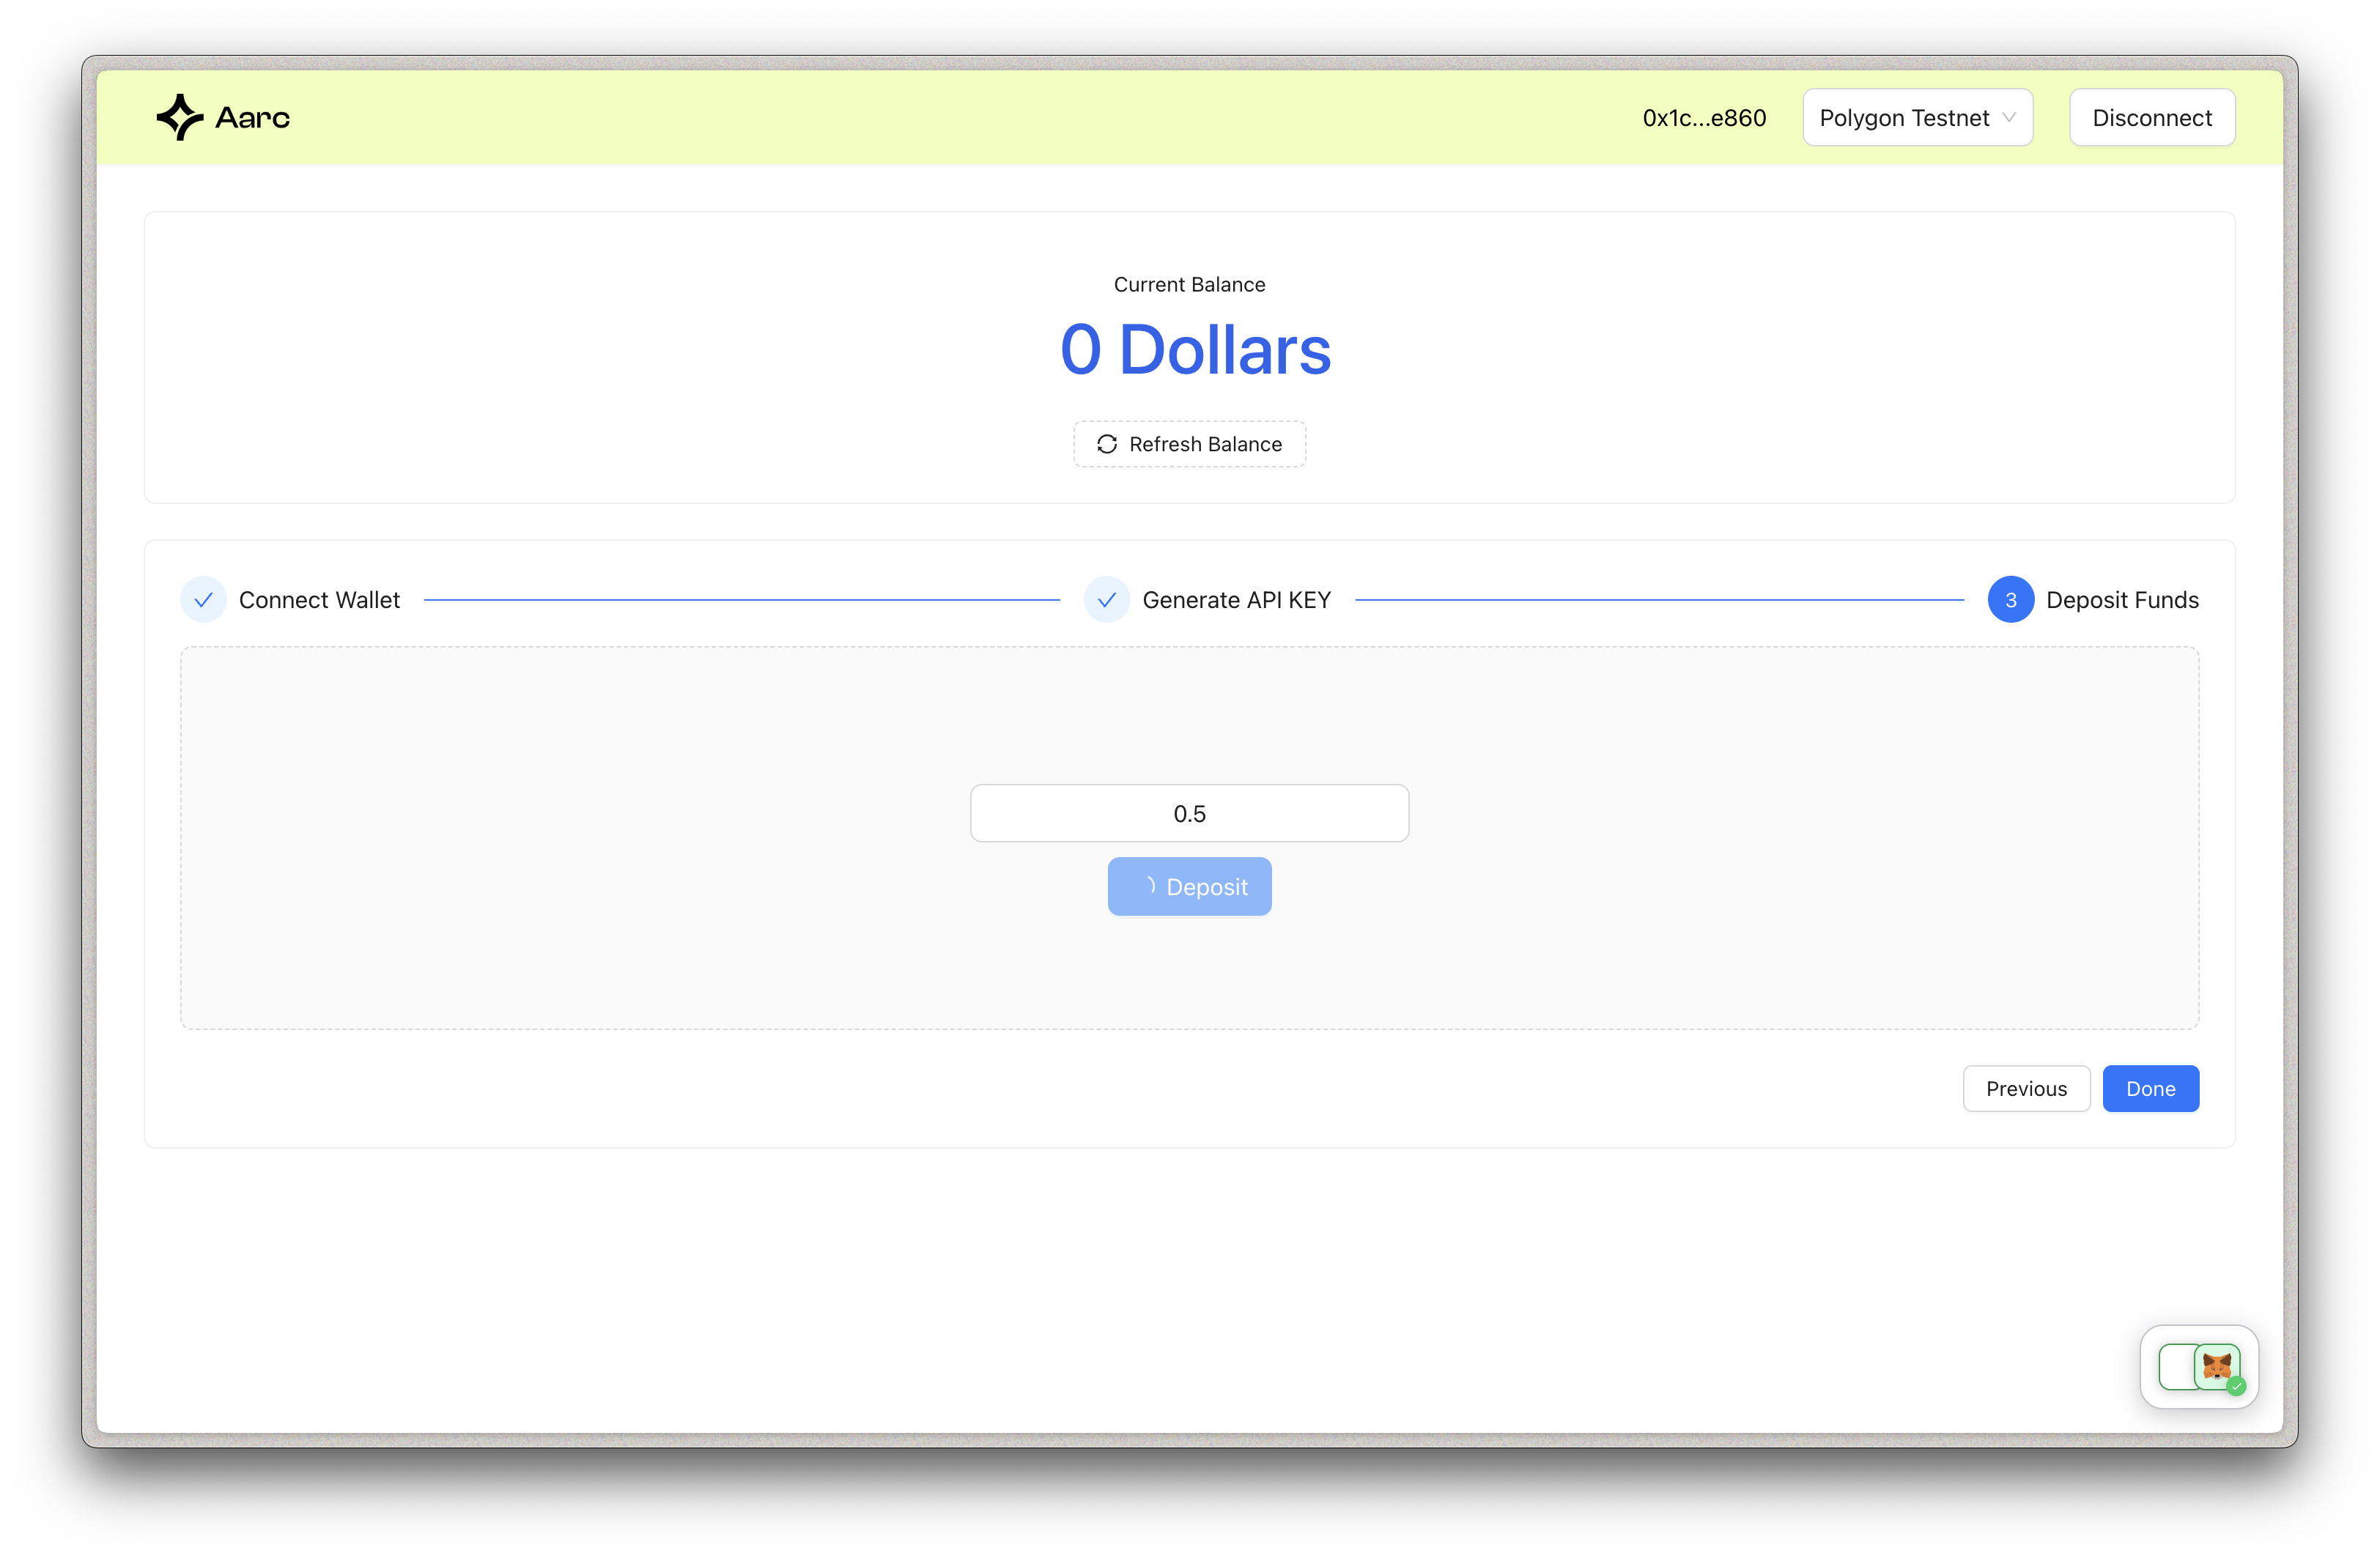 Aarc
0x1c...e860
Polygon Testnet
Disconnect
Current Balance
0 Dollars
Refresh Balance
Connect Wallet
Generate API KEY
3 Deposit Funds
0.5
Deposit
Previous
Done